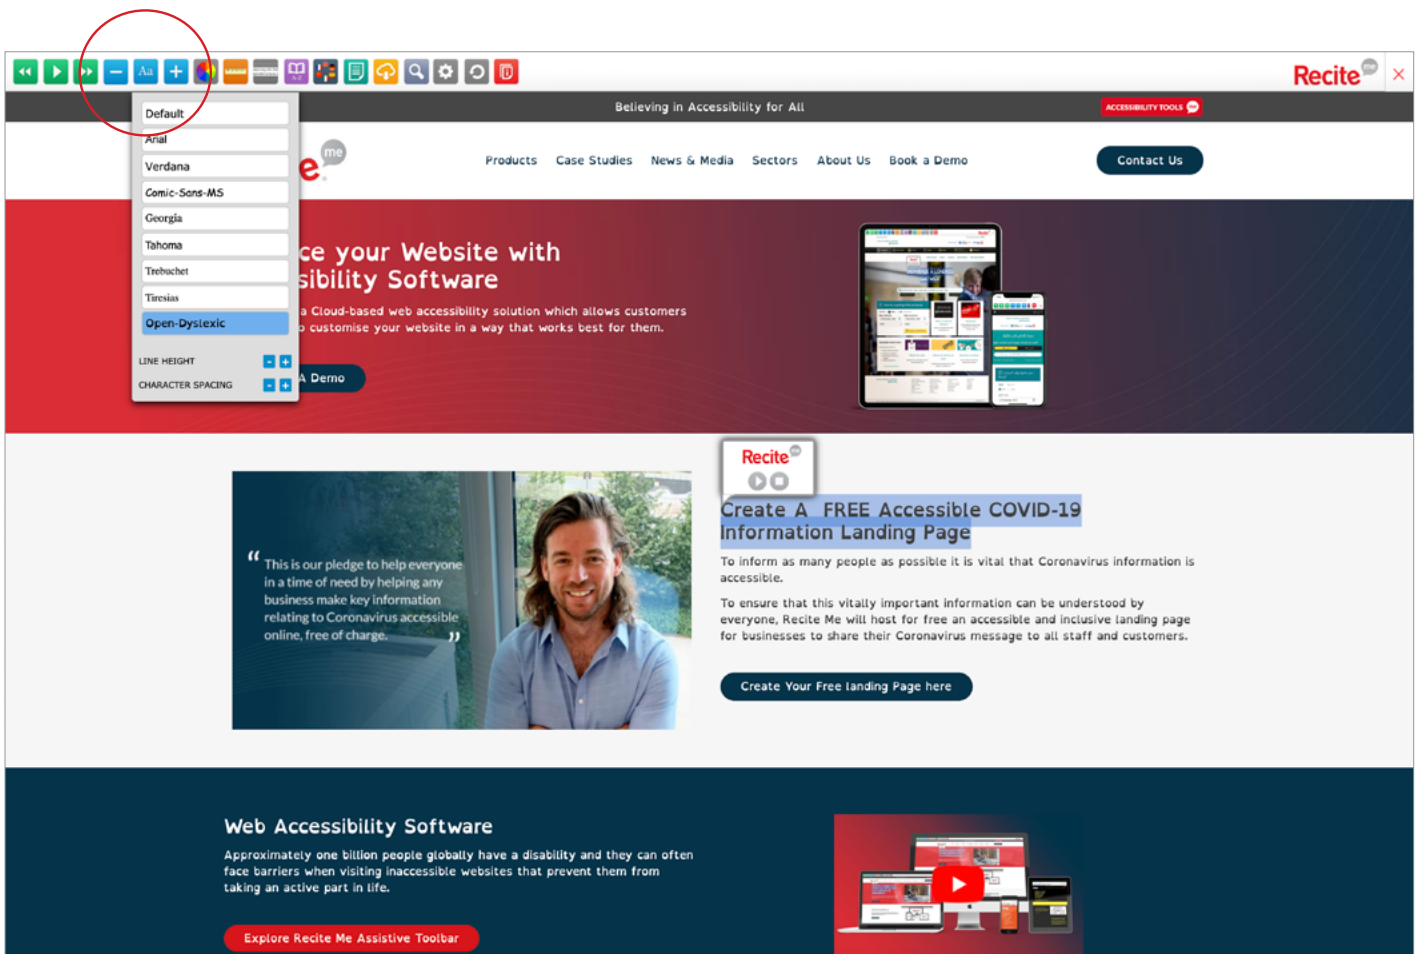 Aa
Recite me
Believing in Accessibility for All
ACCESSIBILITY TOOLS
Default
Arial
Verdana
Comic-Sans-MS
Georgia
Tahoma
Trebuchet
Tiresias
Open-Dyslexic
LINE HEIGHT - +
CHARACTER SPACING - +
e me
Products Case Studies News & Media Sectors About Us Book a Demo
Contact Us
ce your Website with
sibility Software
a Cloud-based web accessibility solution which allows customers
o customise your website in a way that works best for them.
A Demo
“ This is our pledge to help everyone
in a time of need by helping any
business make key information
relating to Coronavirus accessible
online, free of charge. ”
Recite me
Create A FREE Accessible COVID-19
Information Landing Page
To inform as many people as possible it is vital that Coronavirus information is
accessible.
To ensure that this vitally important information can be understood by
everyone, Recite Me will host for free an accessible and inclusive landing page
for businesses to share their Coronavirus message to all staff and customers.
Create Your Free landing Page here
Web Accessibility Software
Approximately one billion people globally have a disability and they can often
face barriers when visiting inaccessible websites that prevent them from
taking an active part in life.
Explore Recite Me Assistive Toolbar